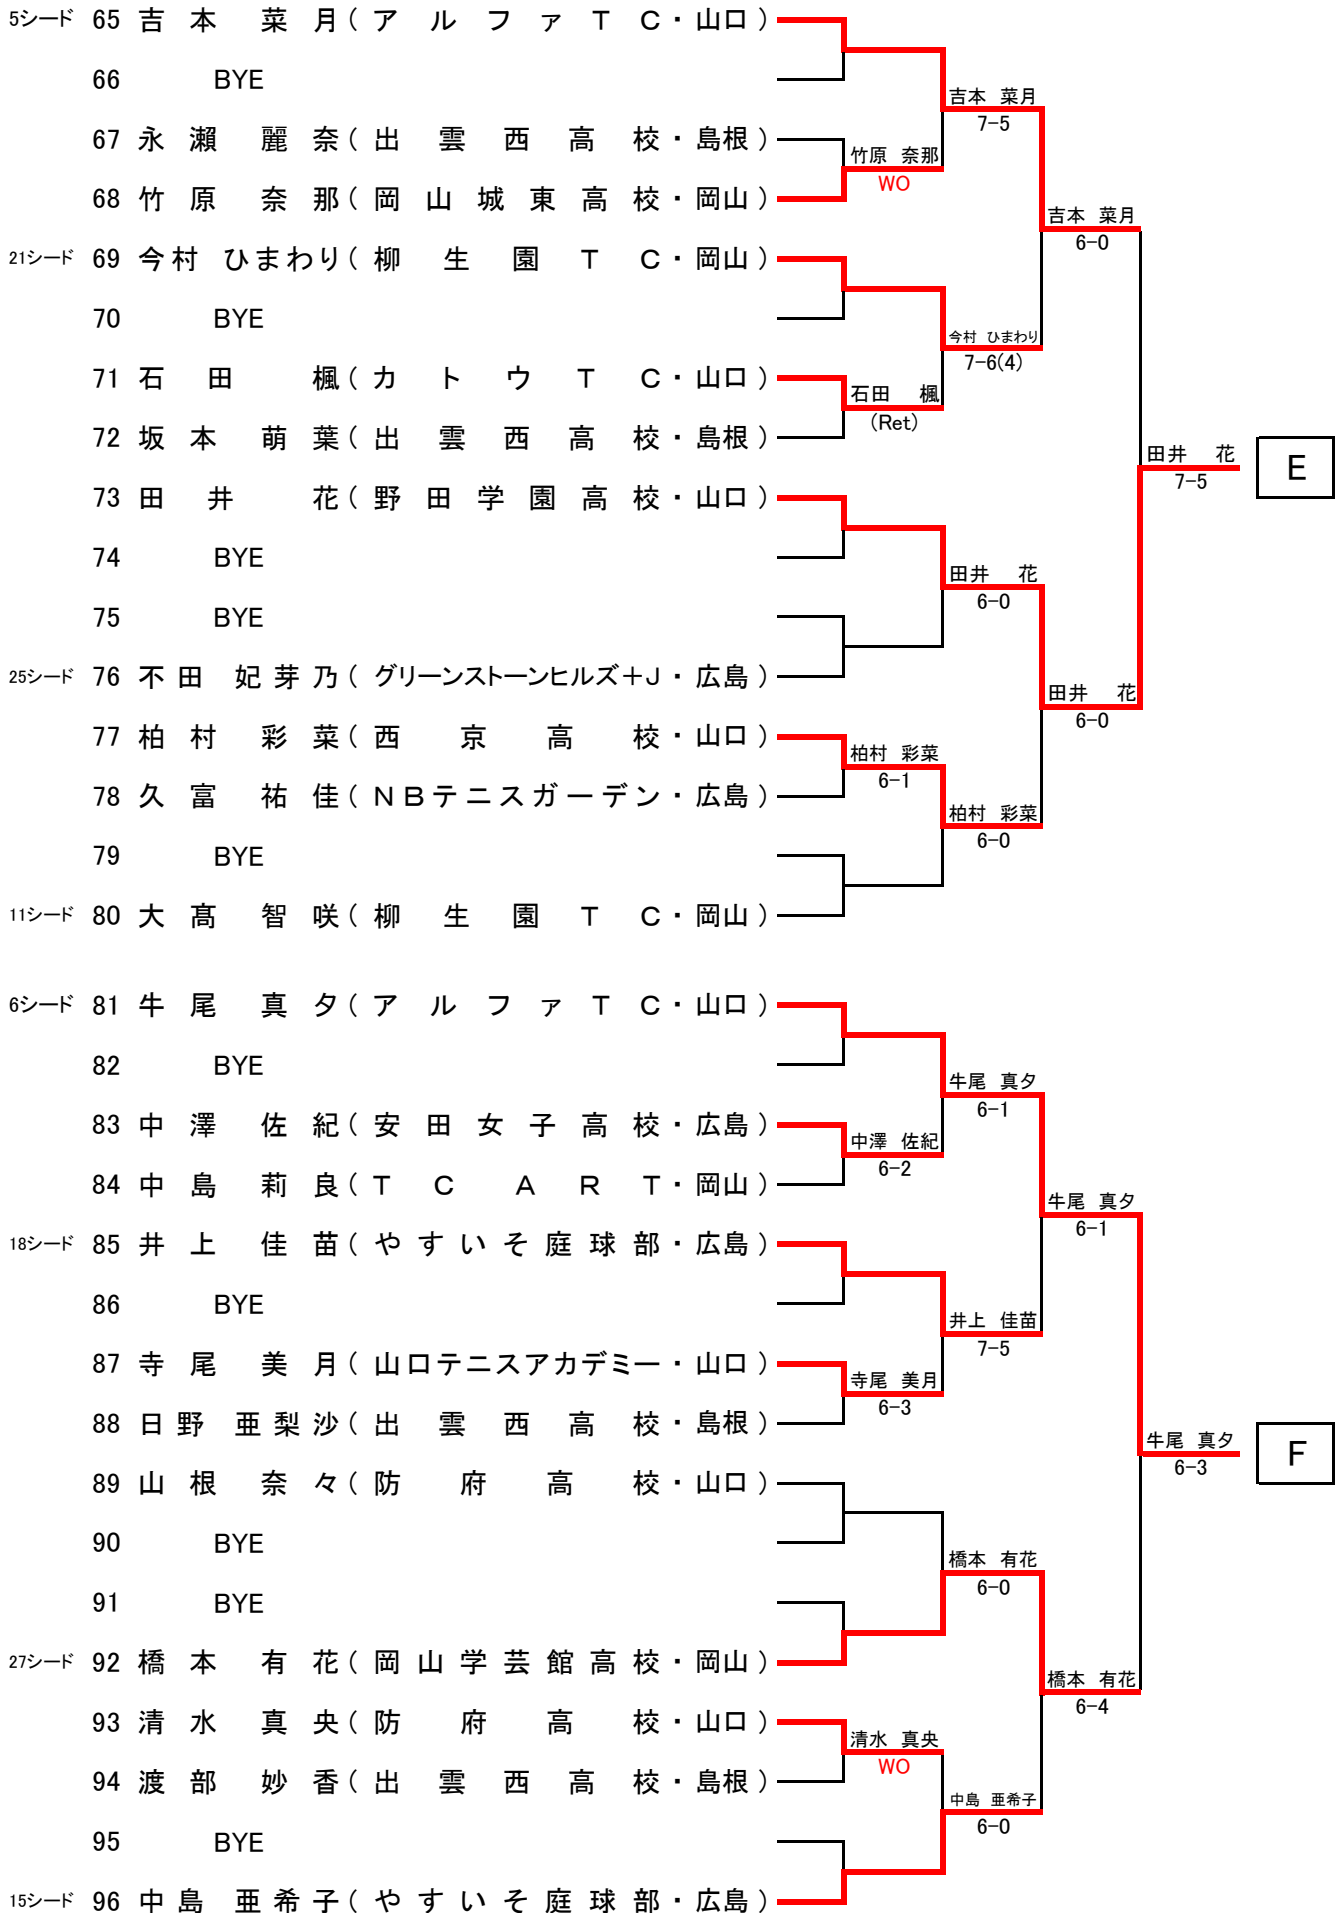 5シード 65 吉本 菜月(アルファTC・山口)
66 BYE
吉本 菜月
7-5
67 永瀬 麗奈(出雲西高校・島根)
竹原 奈那
WO
68 竹原 奈那(岡山城東高校・岡山)
吉本 菜月
6-0
21シード 69 今村 ひまわり(柳生園TC・岡山)
70 BYE
今村 ひまわり
7-6(4)
71 石田 楓(カトウTC・山口)
石田 楓
(Ret)
72 坂本 萌葉(出雲西高校・島根)
田井 花
7-5
E
73 田井 花(野田学園高校・山口)
74 BYE
田井 花
6-0
75 BYE
25シード 76 不田 妃芽乃(グリーンストーンヒルズ+J・広島)
田井 花
6-0
77 柏村 彩菜(西京高校・山口)
柏村 彩菜
6-1
78 久富 祐佳(NBテニスガーデン・広島)
柏村 彩菜
6-0
79 BYE
11シード 80 大髙 智咲(柳生園TC・岡山)
6シード 81 牛尾 真夕(アルファTC・山口)
82 BYE
牛尾 真夕
6-1
83 中澤 佐紀(安田女子高校・広島)
中澤 佐紀
6-2
84 中島 莉良(TC ART・岡山)
牛尾 真夕
6-1
18シード 85 井上 佳苗(やすいそ庭球部・広島)
86 BYE
井上 佳苗
7-5
87 寺尾 美月(山口テニスアカデミー・山口)
寺尾 美月
6-3
88 日野 亜梨沙(出雲西高校・島根)
牛尾 真夕
6-3
F
89 山根 奈々(防府高校・山口)
90 BYE
橋本 有花
6-0
91 BYE
27シード 92 橋本 有花(岡山学芸館高校・岡山)
橋本 有花
6-4
93 清水 真央(防府高校・山口)
清水 真央
WO
94 渡部 妙香(出雲西高校・島根)
中島 亜希子
6-0
95 BYE
15シード 96 中島 亜希子(やすいそ庭球部・広島)